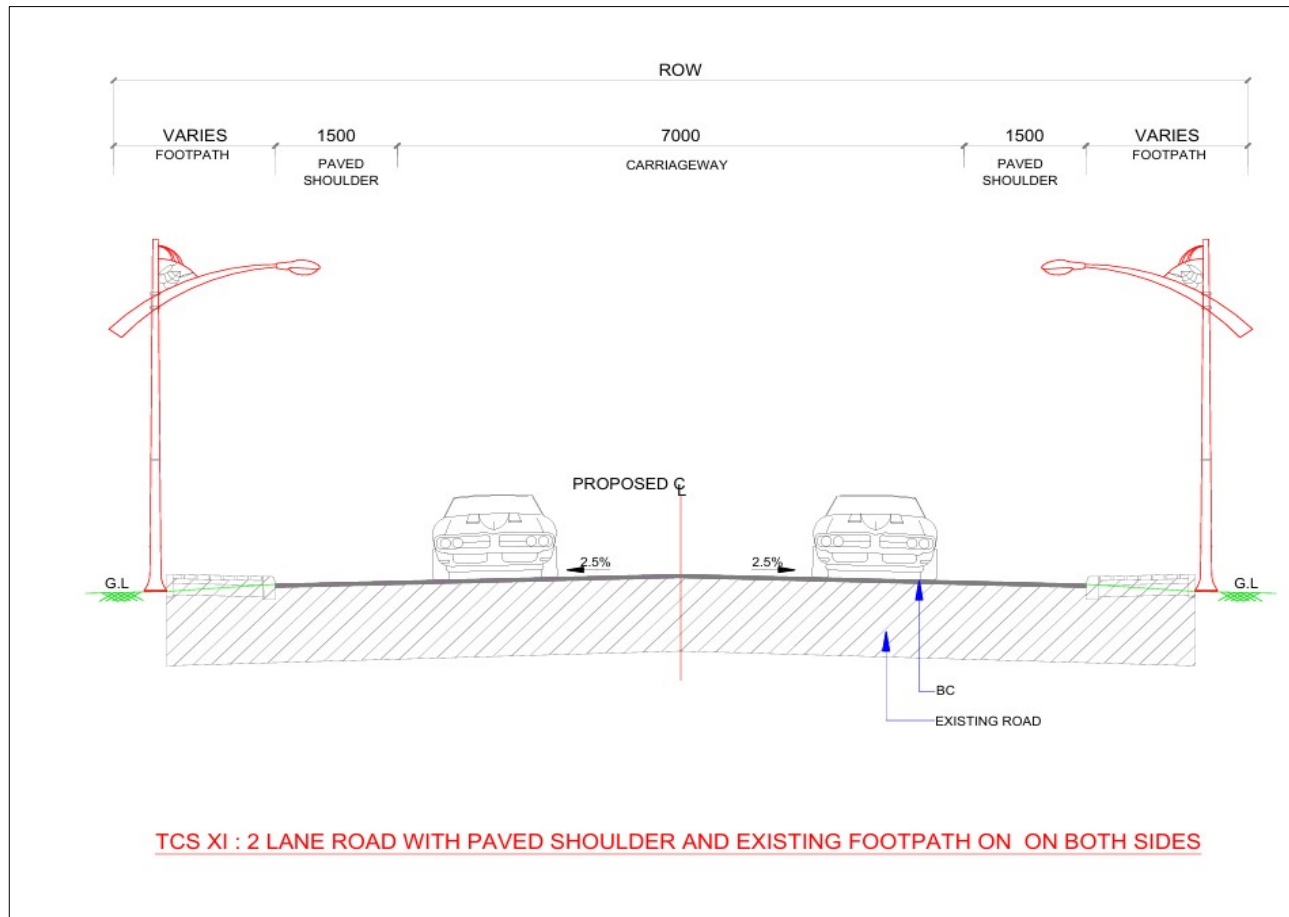 ROW
VARIES 1500 7000 1500 VARIES
FOOTPATH PAVED SHOULDER CARRIAGEWAY PAVED SHOULDER FOOTPATH
PROPOSED CL
2.5% 2.5%
G.L G.L
BC
EXISTING ROAD
TCS XI : 2 LANE ROAD WITH PAVED SHOULDER AND EXISTING FOOTPATH ON ON BOTH SIDES